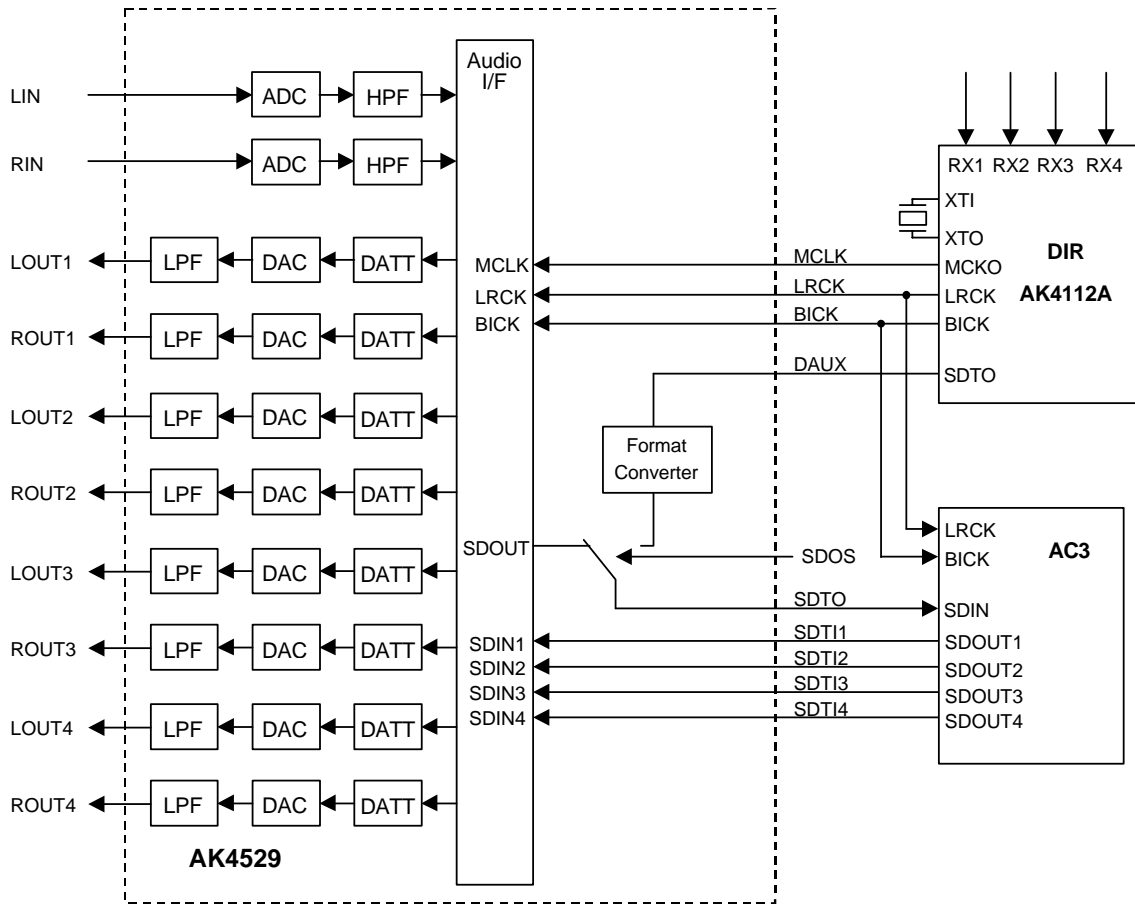 LIN
ADC
HPF
RIN
ADC
HPF
Audio
I/F
LOUT1
LPF
DAC
DATT
ROUT1
LPF
DAC
DATT
LOUT2
LPF
DAC
DATT
ROUT2
LPF
DAC
DATT
LOUT3
LPF
DAC
DATT
ROUT3
LPF
DAC
DATT
LOUT4
LPF
DAC
DATT
ROUT4
LPF
DAC
DATT
AK4529
MCLK
LRCK
BICK
SDOUT
SDIN1
SDIN2
SDIN3
SDIN4
Format
Converter
MCLK
LRCK
BICK
DAUX
SDOS
SDTO
SDTI1
SDTI2
SDTI3
SDTI4
RX1 RX2 RX3 RX4
XTI
XTO
MCKO
LRCK
BICK
SDTO
DIR
AK4112A
LRCK
BICK
SDIN
SDOUT1
SDOUT2
SDOUT3
SDOUT4
AC3